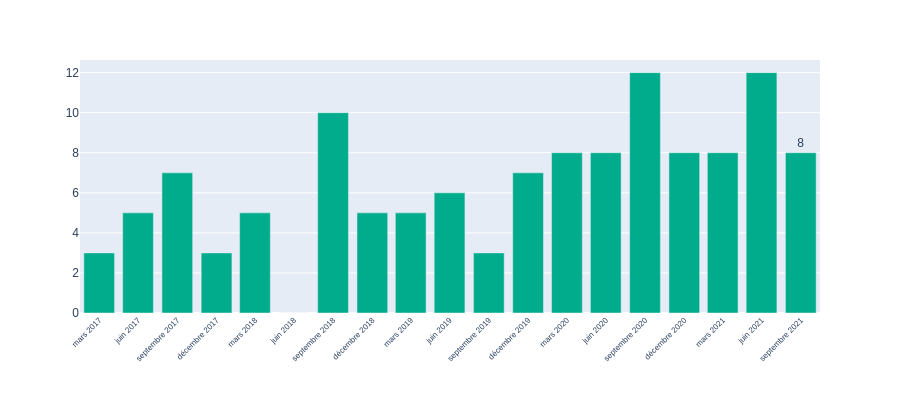 12
10
8
6
4
2
0
8
mars 2017
juin 2017
septembre 2017
décembre 2017
mars 2018
juin 2018
septembre 2018
décembre 2018
mars 2019
juin 2019
septembre 2019
décembre 2019
mars 2020
juin 2020
septembre 2020
décembre 2020
mars 2021
juin 2021
septembre 2021